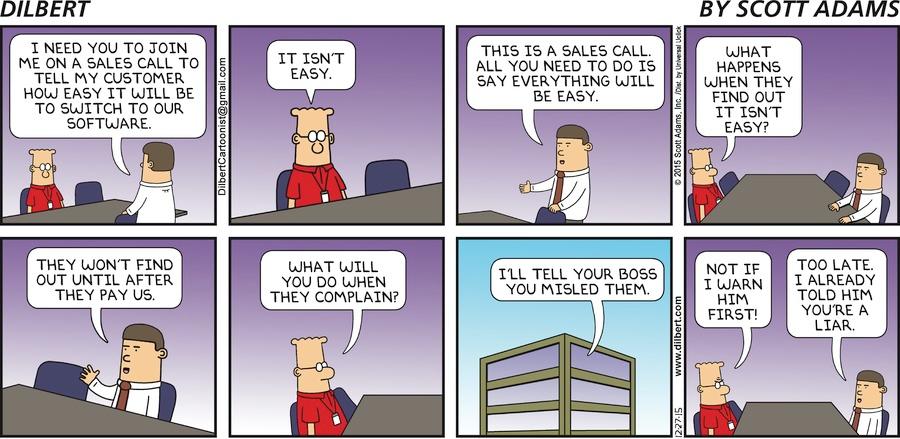 DILBERT
BY SCOTT ADAMS
I NEED YOU TO JOIN
ME ON A SALES CALL TO
TELL MY CUSTOMER
HOW EASY IT WILL BE
TO SWITCH TO OUR
SOFTWARE.
DilbertCartoonist@gmail.com
IT ISN'T
EASY.
THIS IS A SALES CALL.
ALL YOU NEED TO DO IS
SAY EVERYTHING WILL
BE EASY.
© 2015 Scott Adams, Inc. /Dist. by Universal Uclick
WHAT
HAPPENS
WHEN THEY
FIND OUT
IT ISN'T
EASY?
THEY WON'T FIND
OUT UNTIL AFTER
THEY PAY US.
WHAT WILL
YOU DO WHEN
THEY COMPLAIN?
I'LL TELL YOUR BOSS
YOU MISLED THEM.
12-27-15
www.dilbert.com
NOT IF
I WARN
HIM
FIRST!
TOO LATE.
I ALREADY
TOLD HIM
YOU'RE A
LIAR.